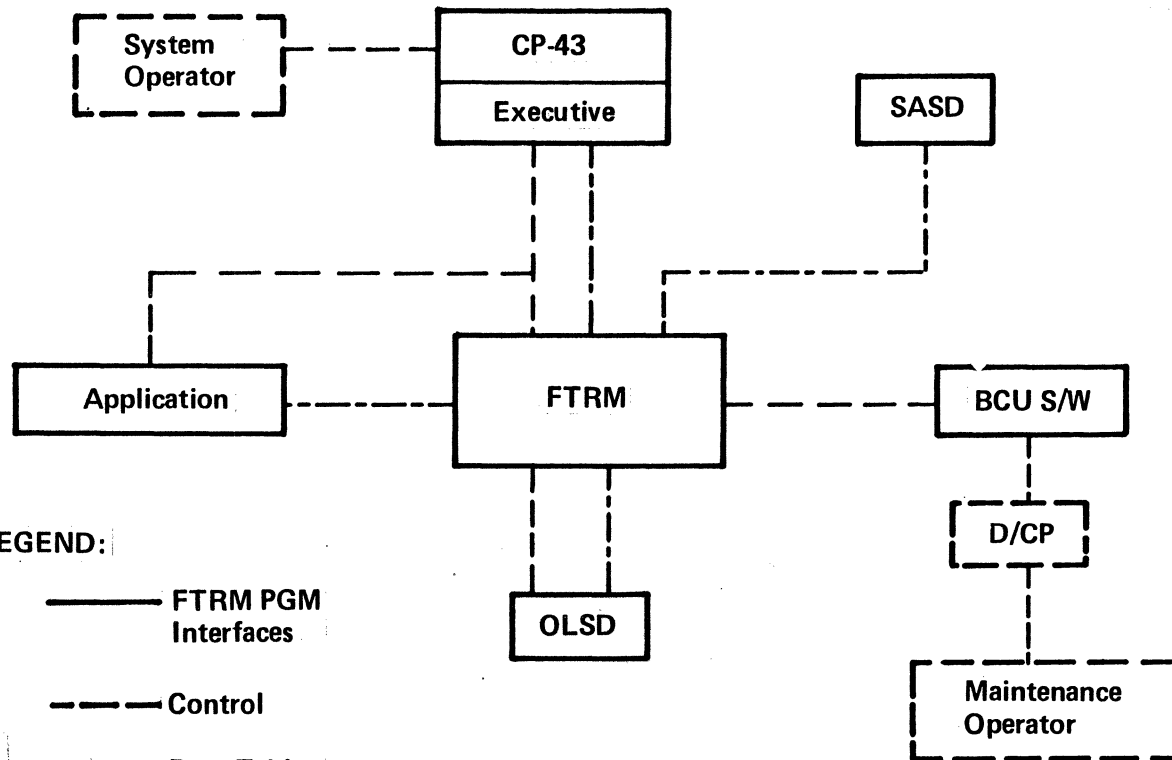 System
Operator
CP-43
Executive
SASD
Application
FTRM
BCU S/W
D/CP
EGEND:
FTRM PGM
Interfaces
OLSD
Control
Maintenance
Operator